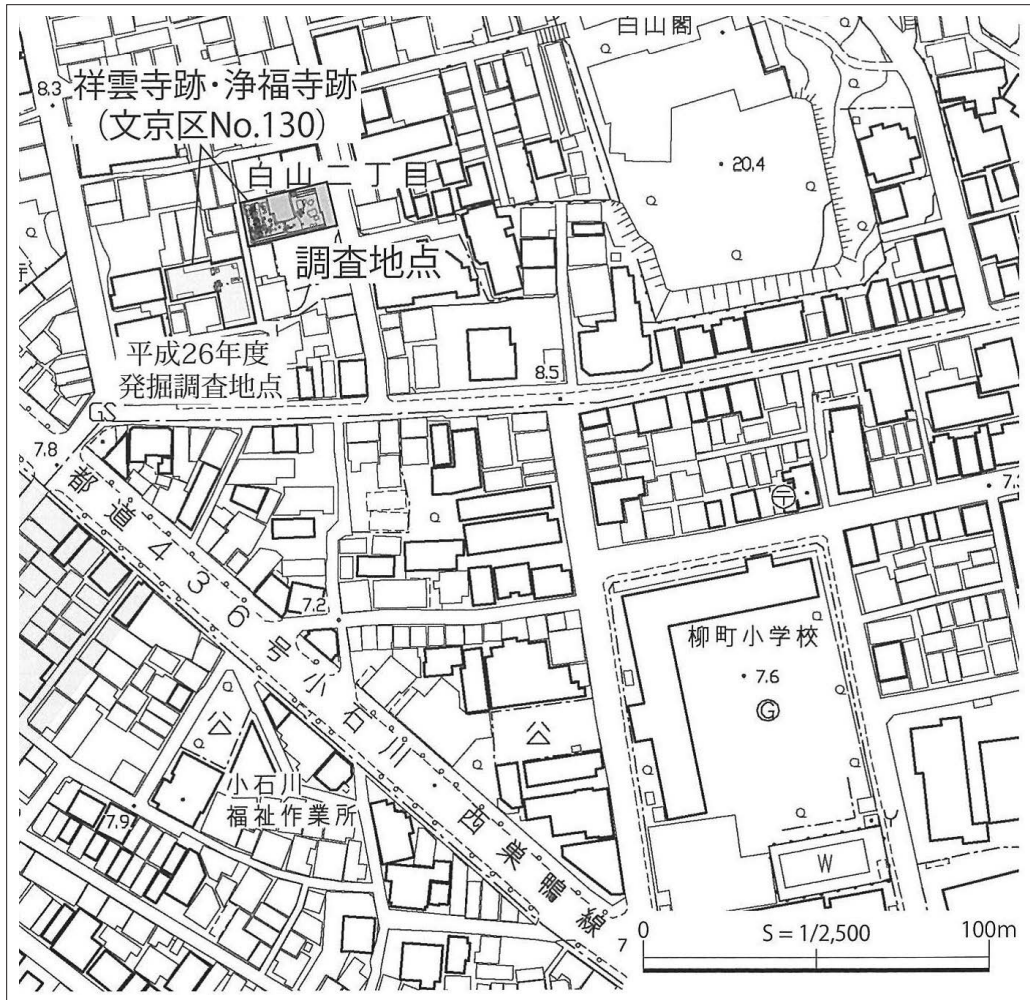 白山閣
8.3
祥雲寺跡・浄福寺跡
(文京区No.130)
白山二丁目
20.4
調査地点
平成26年度
発掘調査地点
8.5
GS
7.8
都道436号小石川西巣鴨線
7.2
柳町小学校
7.6
G
小石川
福祉作業所
7.9
W
7
0
S = 1/2,500
100m